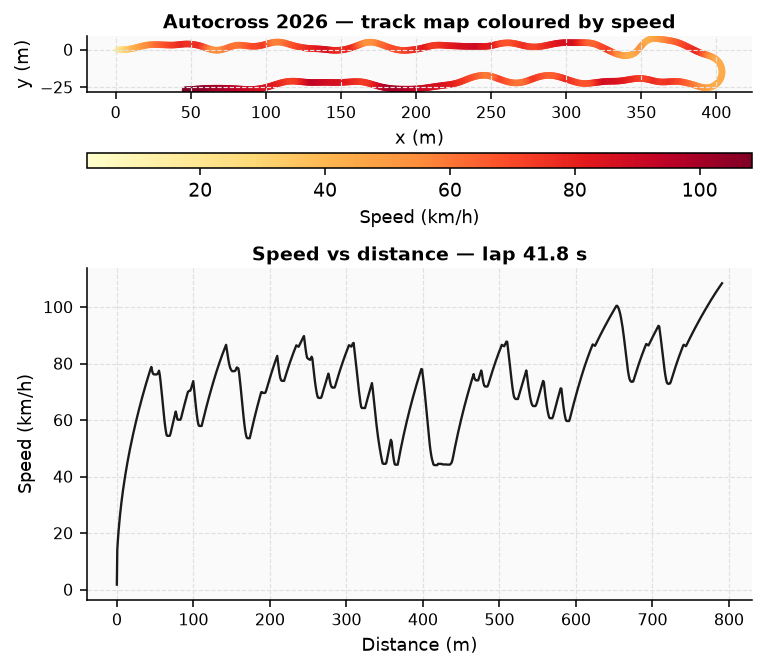 Autocross 2026 — track map coloured by speed
y (m)
0
−25
0 50 100 150 200 250 300 350 400
x (m)
20 40 60 80 100
Speed (km/h)
Speed vs distance — lap 41.8 s
Speed (km/h)
100
80
60
40
20
0
0 100 200 300 400 500 600 700 800
Distance (m)